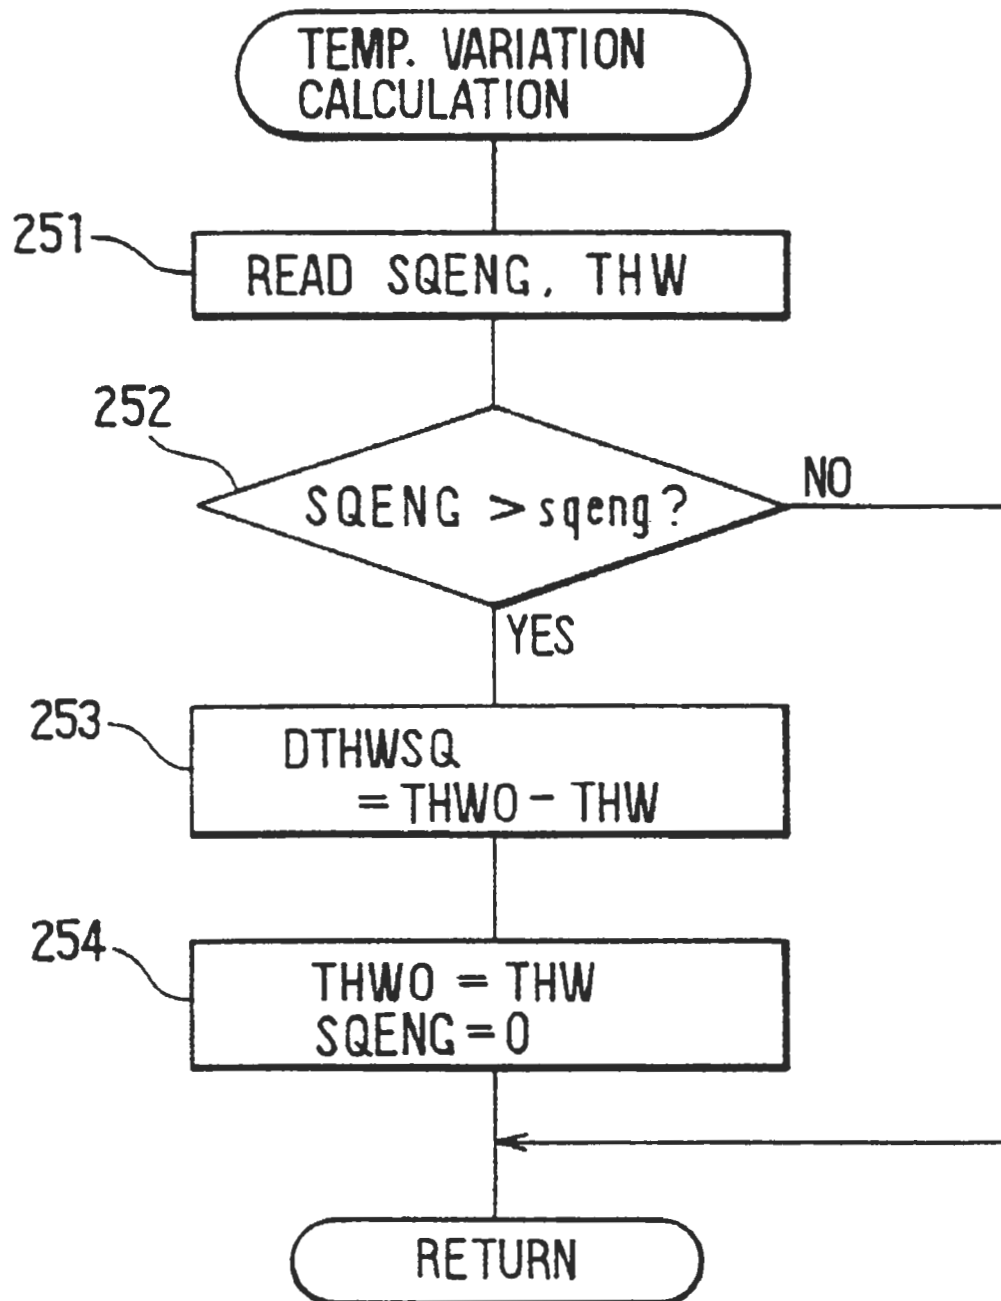 TEMP. VARIATION
CALCULATION
251
READ SQENG, THW
252
SQENG > sqeng?
NO
YES
253
DTHWSQ
= THWO - THW
254
THWO = THW
SQENG = 0
RETURN